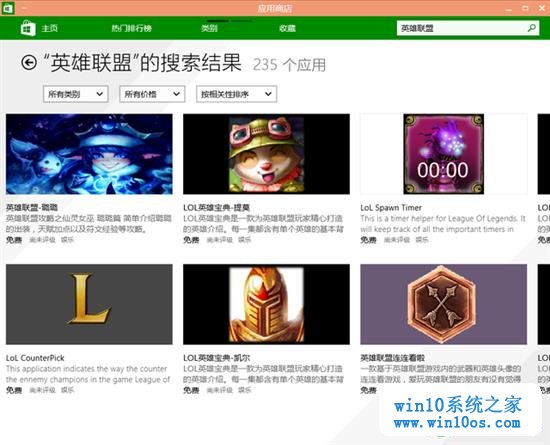 应用商店
主页 热门排行榜 类别 收藏 英雄联盟
“英雄联盟”的搜索结果 235 个应用
所有类别 所有价格 按相关性排序
00:00
英雄联盟-璐璐
英雄联盟攻略之仙灵女巫 璐璐篇 简单介绍璐璐
的出装，天赋加点以及符文经验等攻略。
免费 尚未评级 娱乐
LOL英雄宝典-提莫
LOL英雄宝典是一款为英雄联盟玩家精心打造
的英雄介绍。每一集都含有单个英雄的基本背
免费 尚未评级 娱乐
LoL Spawn Timer
This is a timer helper for League Of Legends. It
will keep track of all the important timers in
免费 尚未评级 娱乐
L
LoL CounterPick
This application indicates the way the counter
the ennemy champions in the game League of
免费 尚未评级 娱乐
LOL英雄宝典-凯尔
LOL英雄宝典是一款为英雄联盟玩家精心打造
的英雄介绍。每一集都含有单个英雄的基本背
免费 尚未评级 娱乐
英雄联盟连连看啦
一款基于英雄联盟游戏内的武器和英雄头像的
连连看游戏，爱玩英雄联盟的朋友有没有觉得
免费
win10系统之家
www.win10os.com